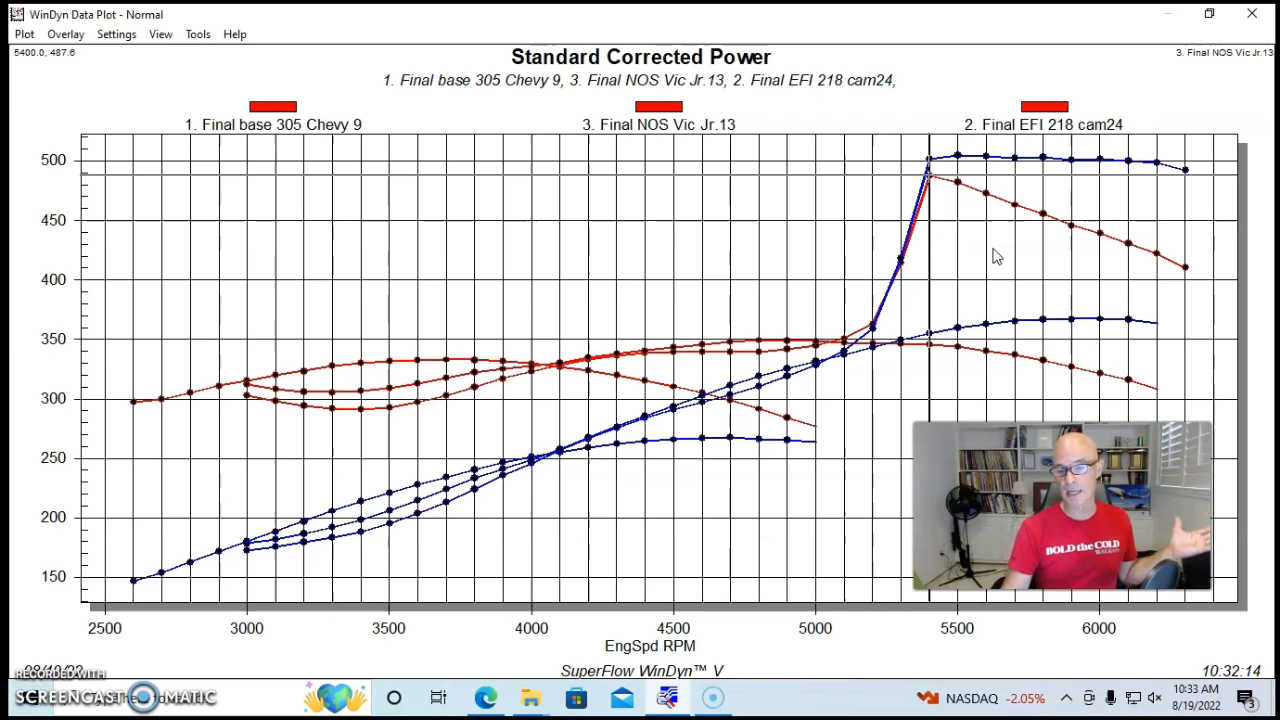 WinDyn Data Plot - Normal
Plot Overlay Settings View Tools Help
5400.0, 487.6
3. Final NOS Vic Jr.13
Standard Corrected Power
1. Final base 305 Chevy 9, 3. Final NOS Vic Jr.13, 2. Final EFI 218 cam24,
1. Final base 305 Chevy 9
3. Final NOS Vic Jr.13
2. Final EFI 218 cam24
500
450
400
350
300
250
200
150
BOLD the COLD
2500 3000 3500 4000 4500 5000 5500 6000
EngSpd RPM
SuperFlow WinDyn™ V
10:32:14
RECORDED WITH
SCREENCAST MATIC
NASDAQ -2.05%
10:33 AM
8/19/2022
3